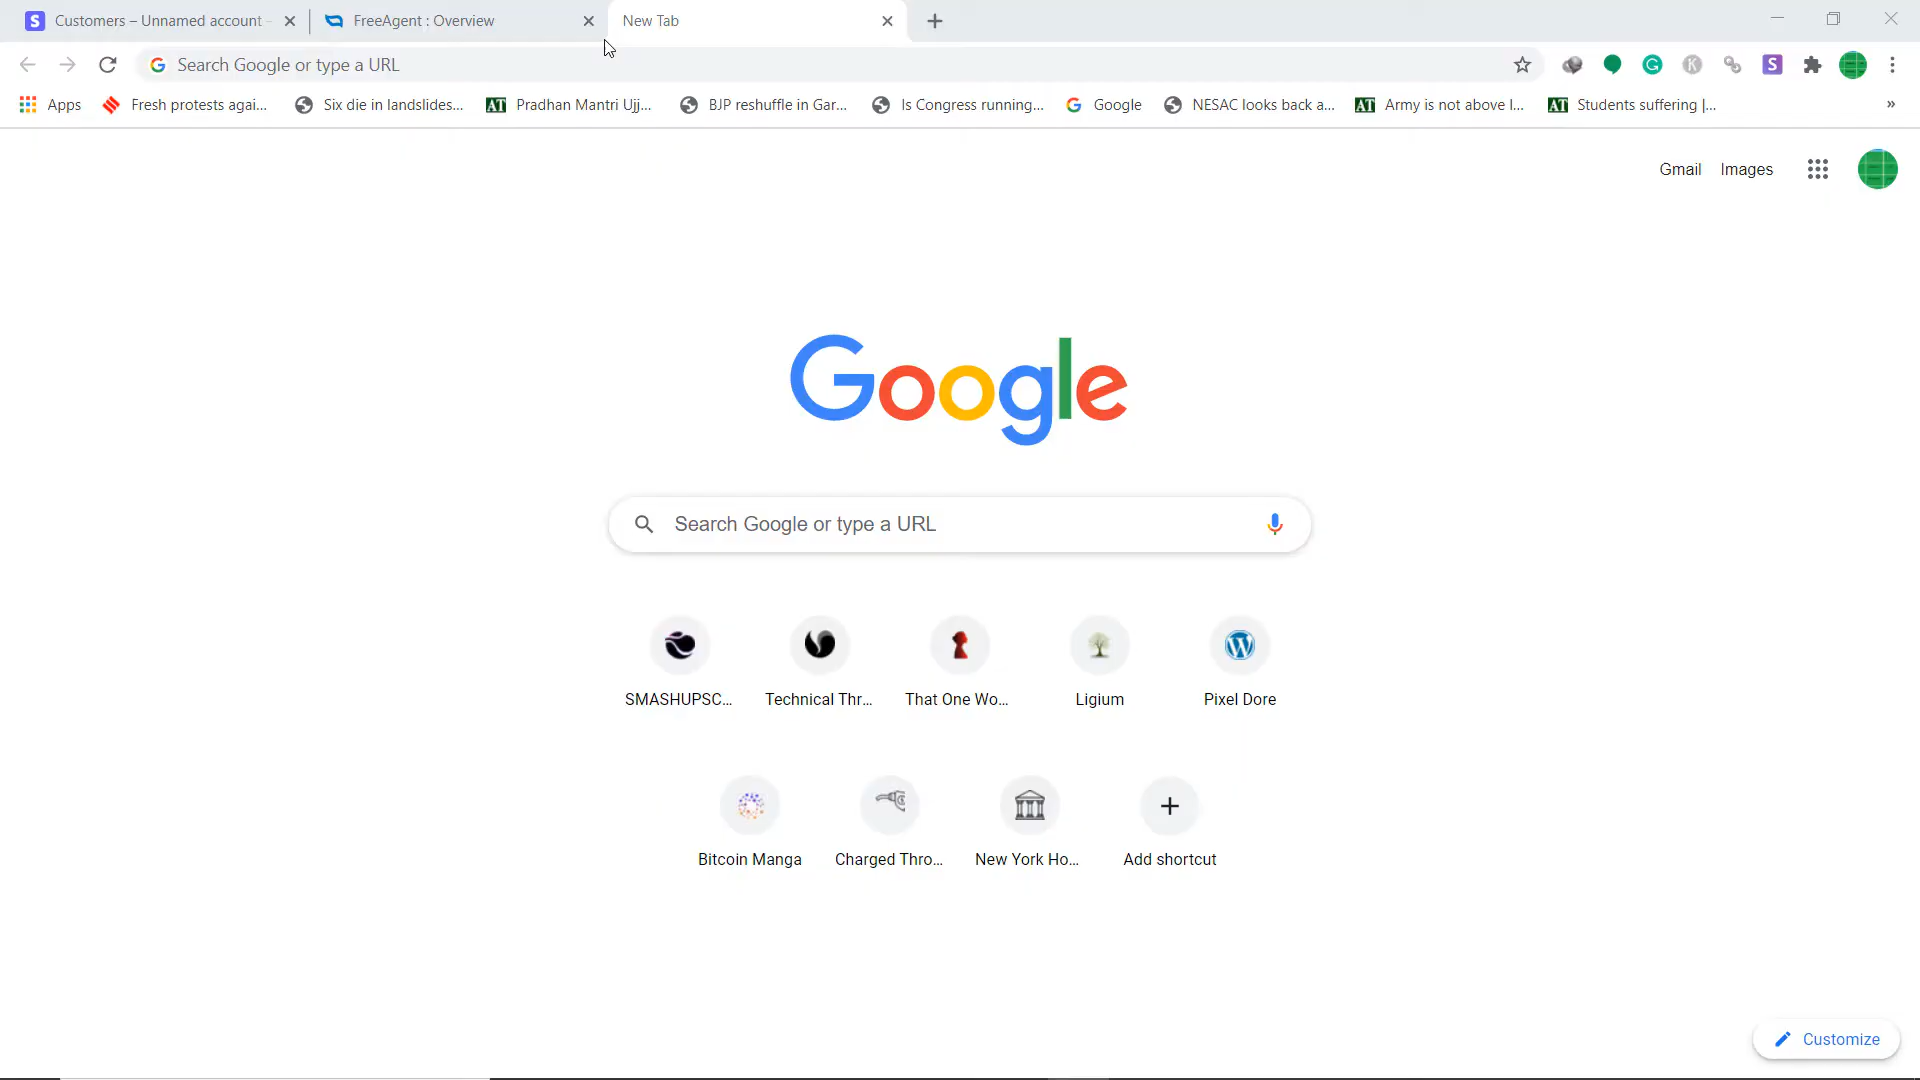 Customers – Unnamed account -
FreeAgent : Overview
New Tab
Search Google or type a URL
Apps
Fresh protests agai...
Six die in landslides...
Pradhan Mantri Ujj...
BJP reshuffle in Gar...
Is Congress running...
Google
NESAC looks back a...
Army is not above l...
Students suffering |...
»
Gmail
Images
Google
Search Google or type a URL
SMASHUPSC...
Technical Thr...
That One Wo...
Ligium
Pixel Dore
Bitcoin Manga
Charged Thro...
New York Ho...
Add shortcut
Customize